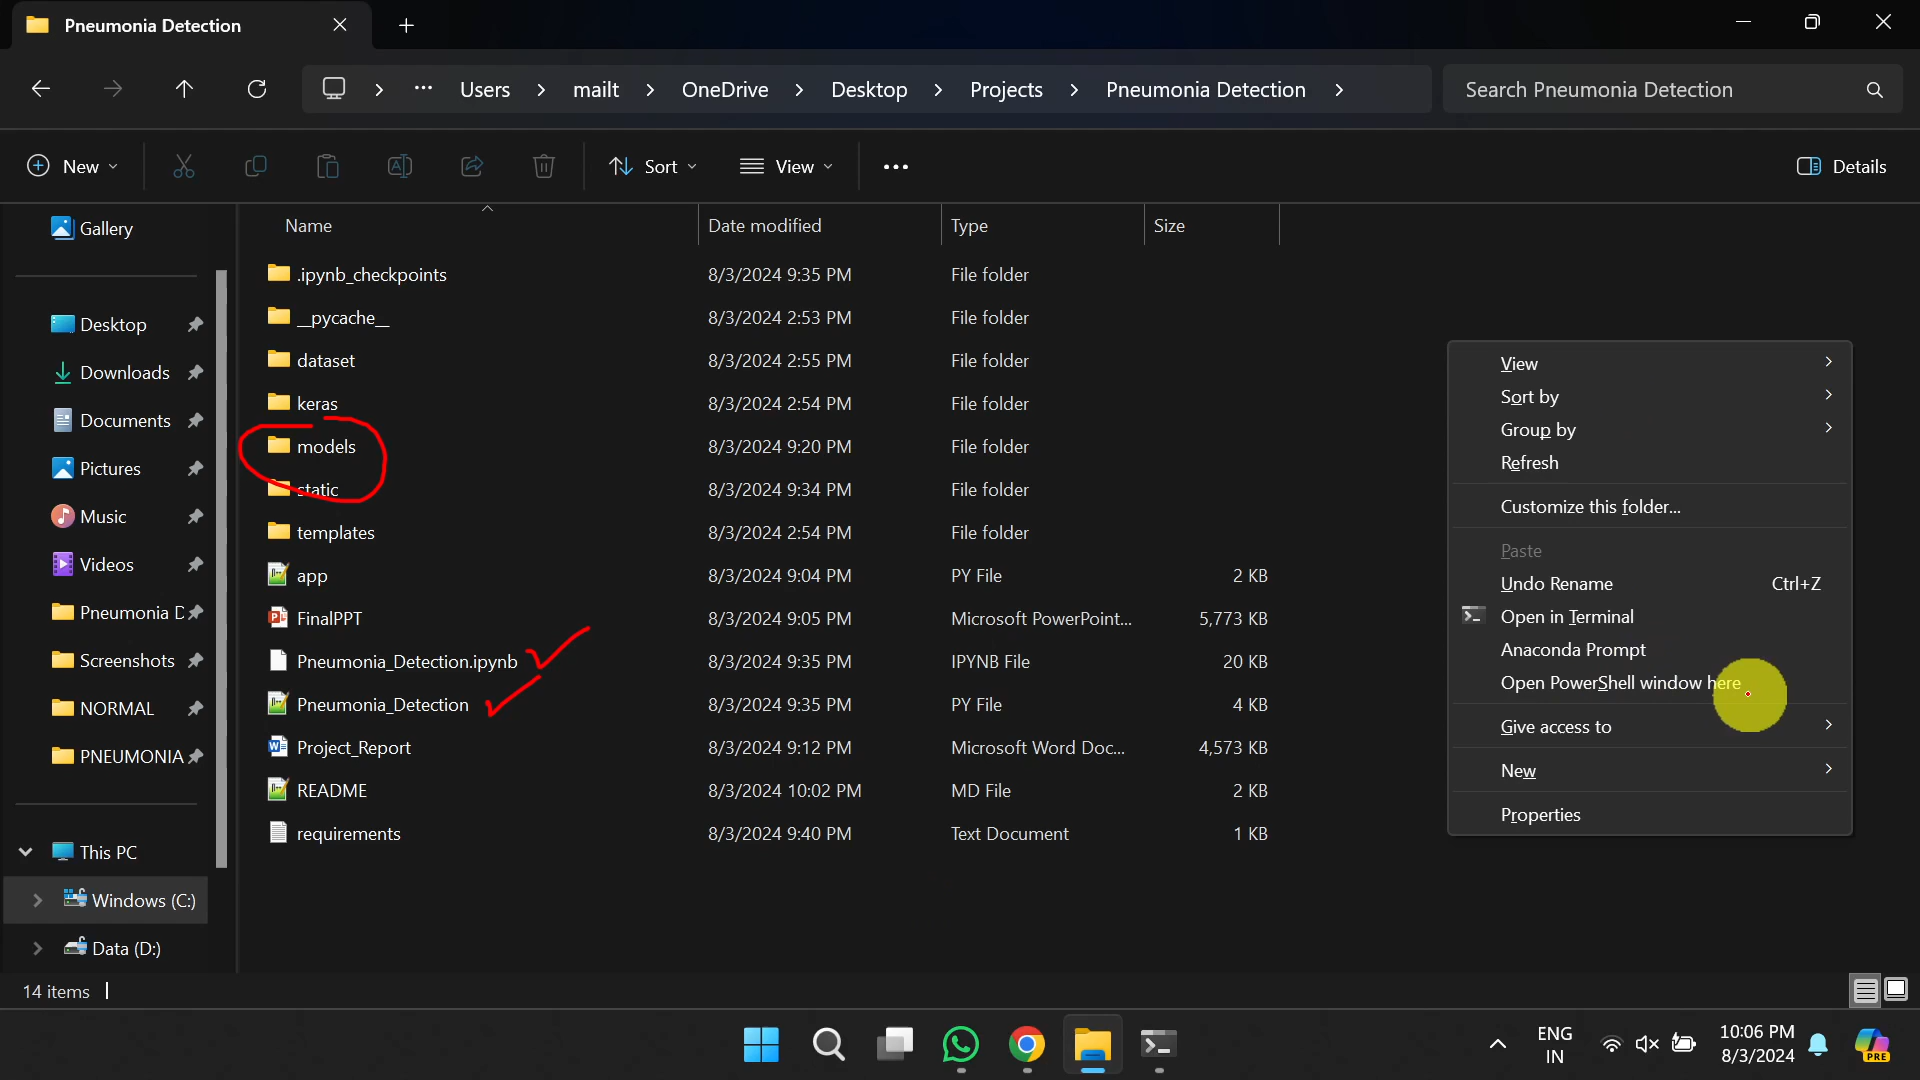 Pneumonia Detection
Users
mailt
OneDrive
Desktop
Projects
Pneumonia Detection
Search Pneumonia Detection
New
Sort
View
Details
Gallery
Desktop
Downloads
Documents
Pictures
Music
Videos
Pneumonia D
Screenshots
NORMAL
PNEUMONIA
This PC
Windows (C:)
Data (D:)
Name Date modified Type Size
.ipynb_checkpoints 8/3/2024 9:35 PM File folder
__pycache__ 8/3/2024 2:53 PM File folder
dataset 8/3/2024 2:55 PM File folder
keras 8/3/2024 2:54 PM File folder
models 8/3/2024 9:20 PM File folder
static 8/3/2024 9:34 PM File folder
templates 8/3/2024 2:54 PM File folder
app 8/3/2024 9:04 PM PY File 2 KB
FinalPPT 8/3/2024 9:05 PM Microsoft PowerPoint... 5,773 KB
Pneumonia_Detection.ipynb 8/3/2024 9:35 PM IPYNB File 20 KB
Pneumonia_Detection 8/3/2024 9:35 PM PY File 4 KB
Project_Report 8/3/2024 9:12 PM Microsoft Word Doc... 4,573 KB
README 8/3/2024 10:02 PM MD File 2 KB
requirements 8/3/2024 9:40 PM Text Document 1 KB
View
Sort by
Group by
Refresh
Customize this folder...
Paste
Undo Rename Ctrl+Z
Open in Terminal
Anaconda Prompt
Open PowerShell window here
Give access to
New
Properties
14 items
ENG
IN
10:06 PM
8/3/2024
PRE